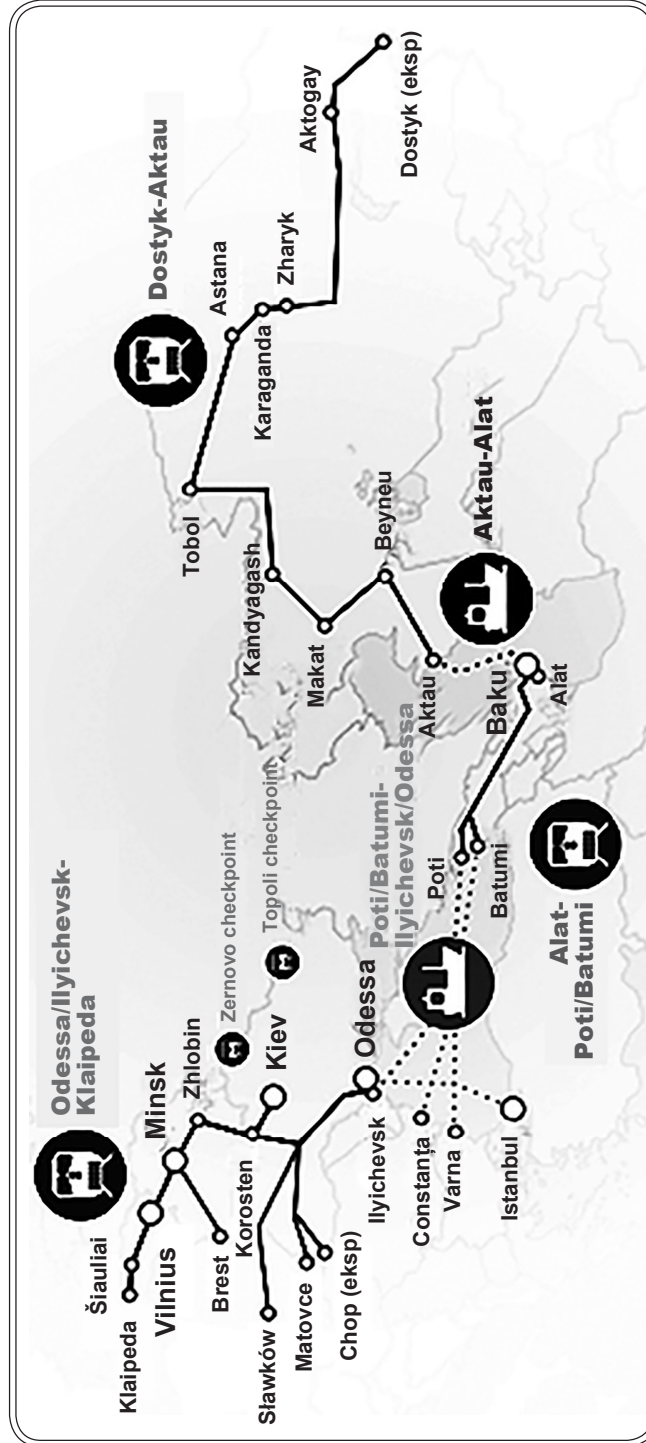 Odessa/Ilyichevsk-
Klaipeda
Klaipeda
Šiauliai
Vilnius
Minsk
Zhlobin
Brest
Korosten
Kiev
Zernovo checkpoint
Topoli checkpoint
Sławków
Matovce
Chop (eksp)
Ilyichevsk
Odessa
Constanța
Varna
Istanbul
Poti/Batumi-
Ilyichevsk/Odessa
Poti
Batumi
Alat-
Poti/Batumi
Baku
Alat
Aktau
Aktau-Alat
Beyneu
Makat
Kandyagash
Tobol
Astana
Karaganda
Zharyk
Dostyk-Aktau
Aktogay
Dostyk (eksp)